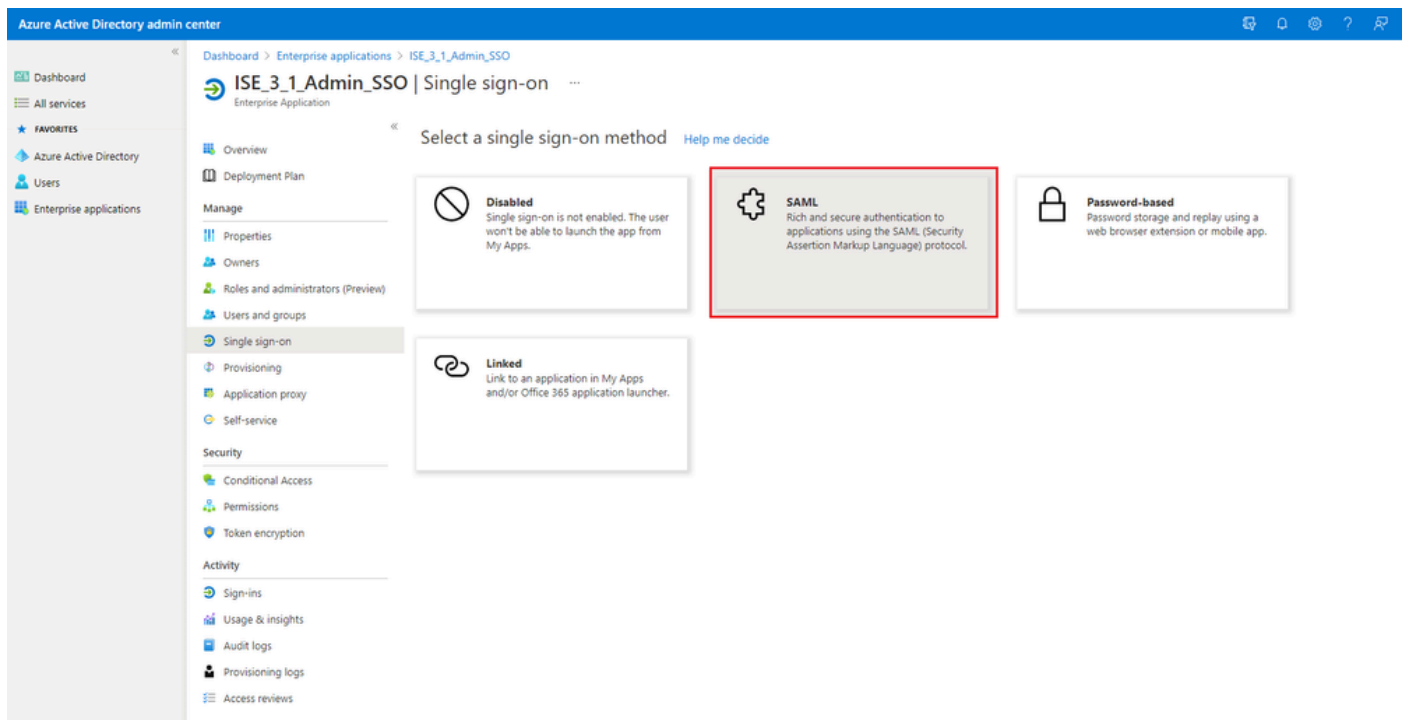 Azure Active Directory admin center
Dashboard
All services
FAVORITES
Azure Active Directory
Users
Enterprise applications
Dashboard > Enterprise applications > ISE_3_1_Admin_SSO
ISE_3_1_Admin_SSO | Single sign-on ...
Enterprise Application
Overview
Deployment Plan
Manage
Properties
Owners
Roles and administrators (Preview)
Users and groups
Single sign-on
Provisioning
Application proxy
Self-service
Security
Conditional Access
Permissions
Token encryption
Activity
Sign-ins
Usage & insights
Audit logs
Provisioning logs
Access reviews
Select a single sign-on method Help me decide
Disabled
Single sign-on is not enabled. The user
won't be able to launch the app from
My Apps.
SAML
Rich and secure authentication to
applications using the SAML (Security
Assertion Markup Language) protocol.
Password-based
Password storage and replay using a
web browser extension or mobile app.
Linked
Link to an application in My Apps
and/or Office 365 application launcher.